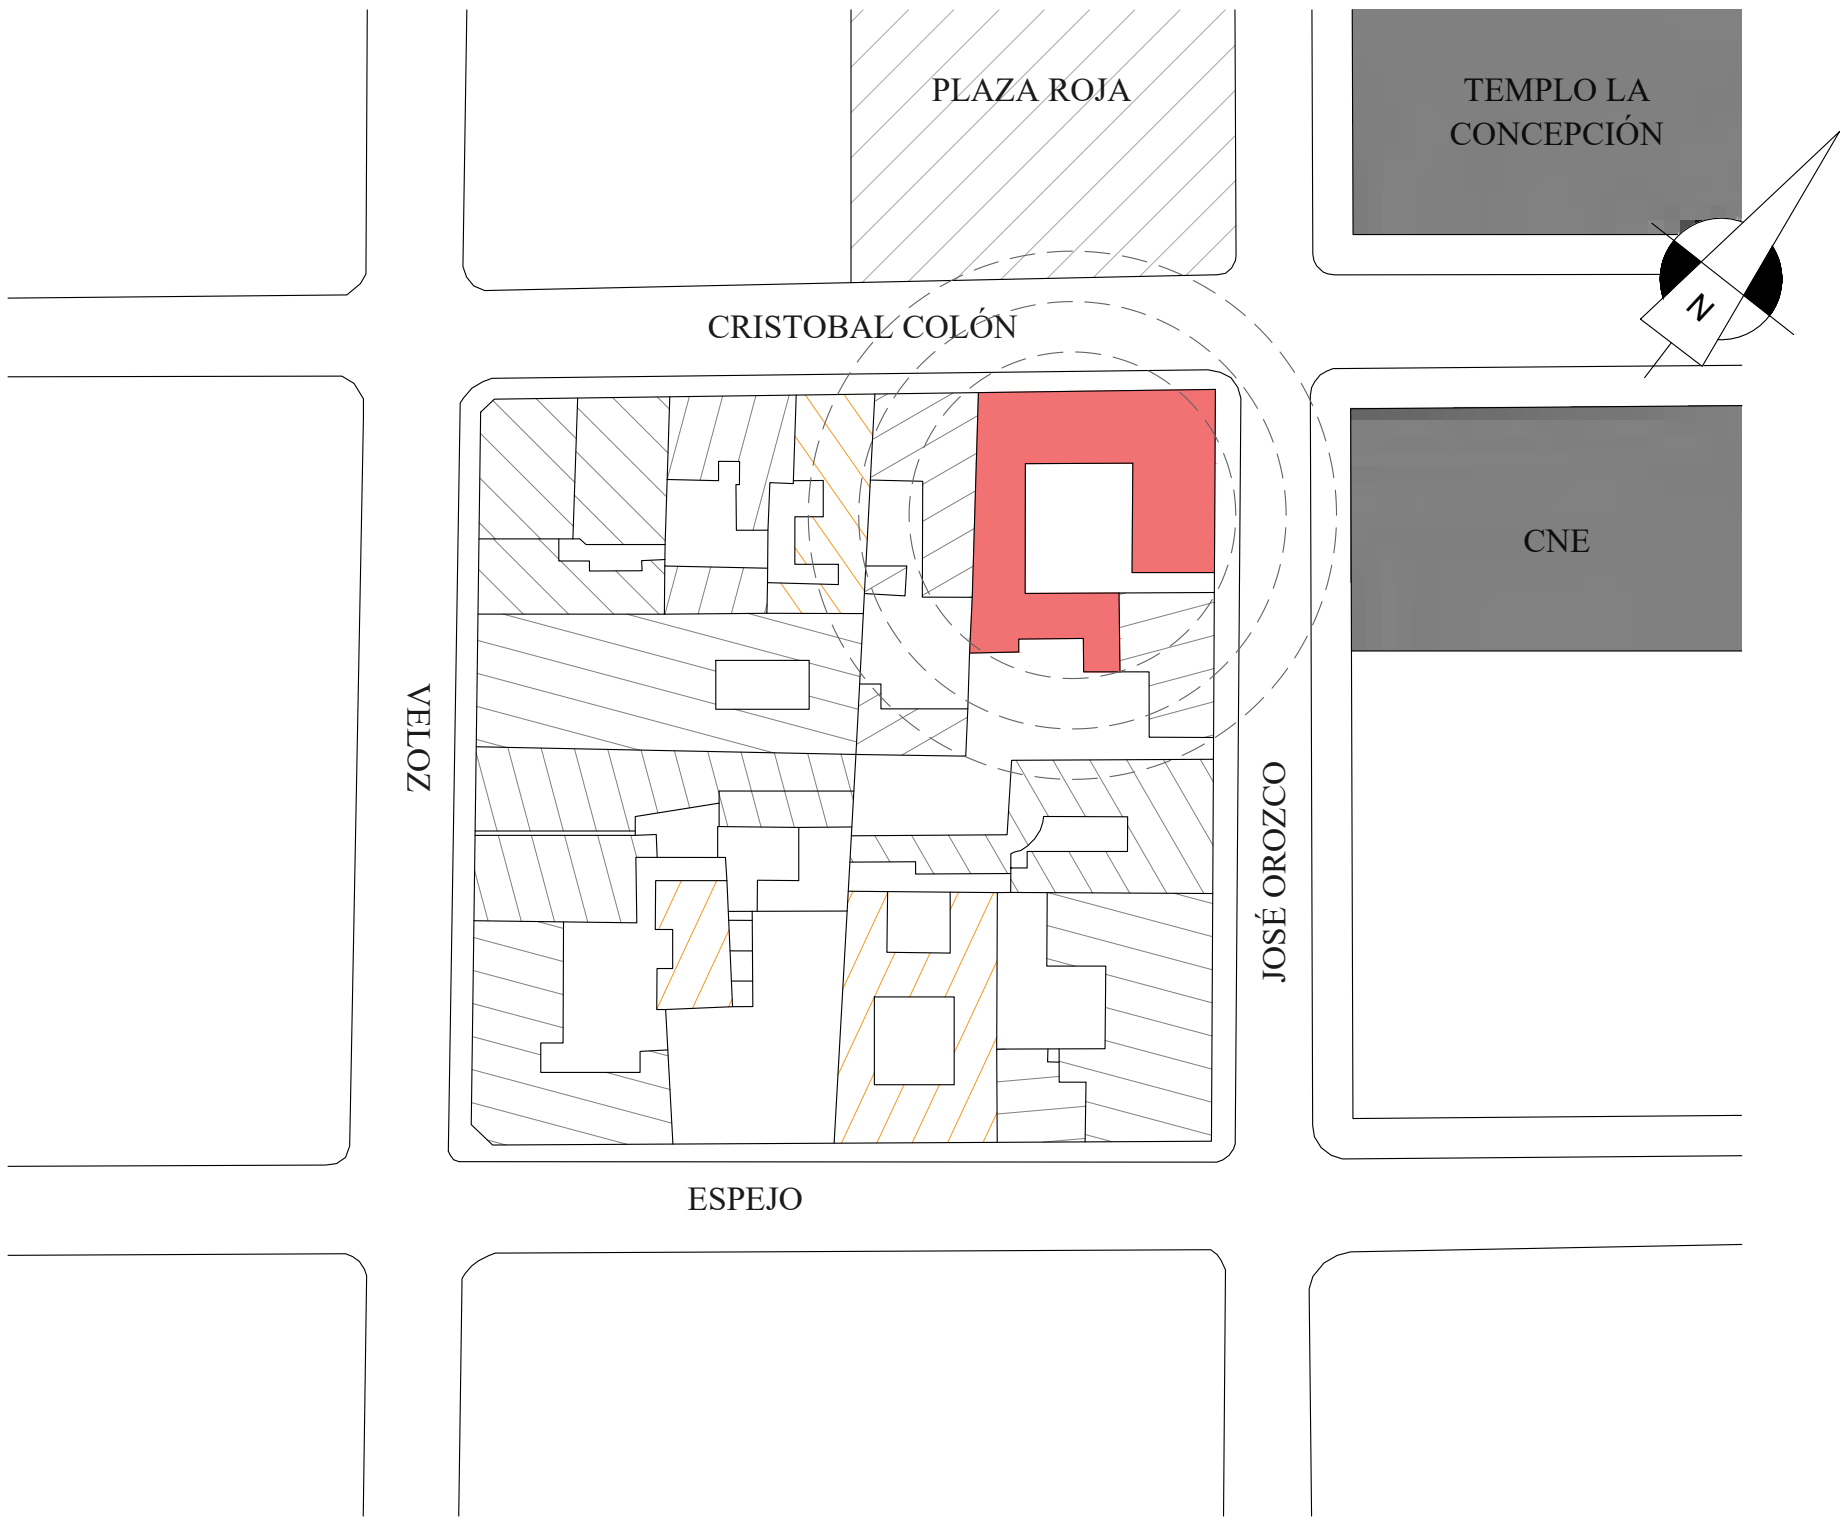 PLAZA ROJA
TEMPLO LA
CONCEPCIÓN
N
CRISTOBAL COLÓN
CNE
VELOZ
JOSÉ OROZCO
ESPEJO